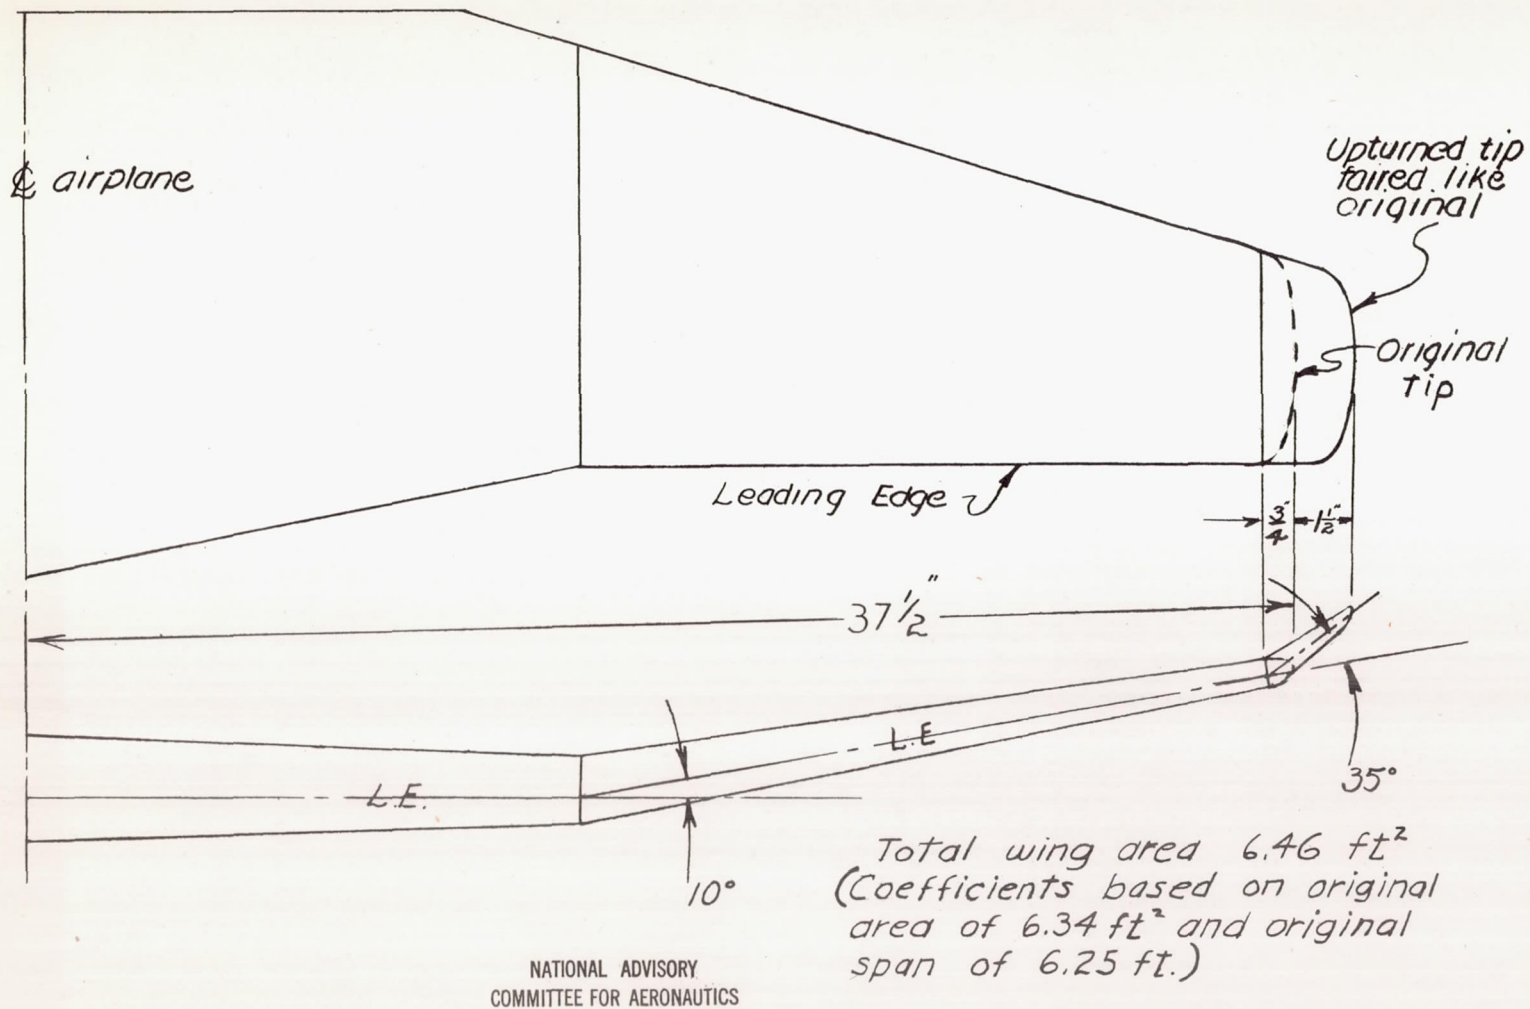 ℄ airplane
Upturned tip
faired like
original
Original
Tip
Leading Edge
3/4"
1 1/2"
37 1/2"
L.E
L.E.
35°
10°
Total wing area 6.46 ft²
(Coefficients based on original
area of 6.34 ft² and original
span of 6.25 ft.)
NATIONAL ADVISORY
COMMITTEE FOR AERONAUTICS